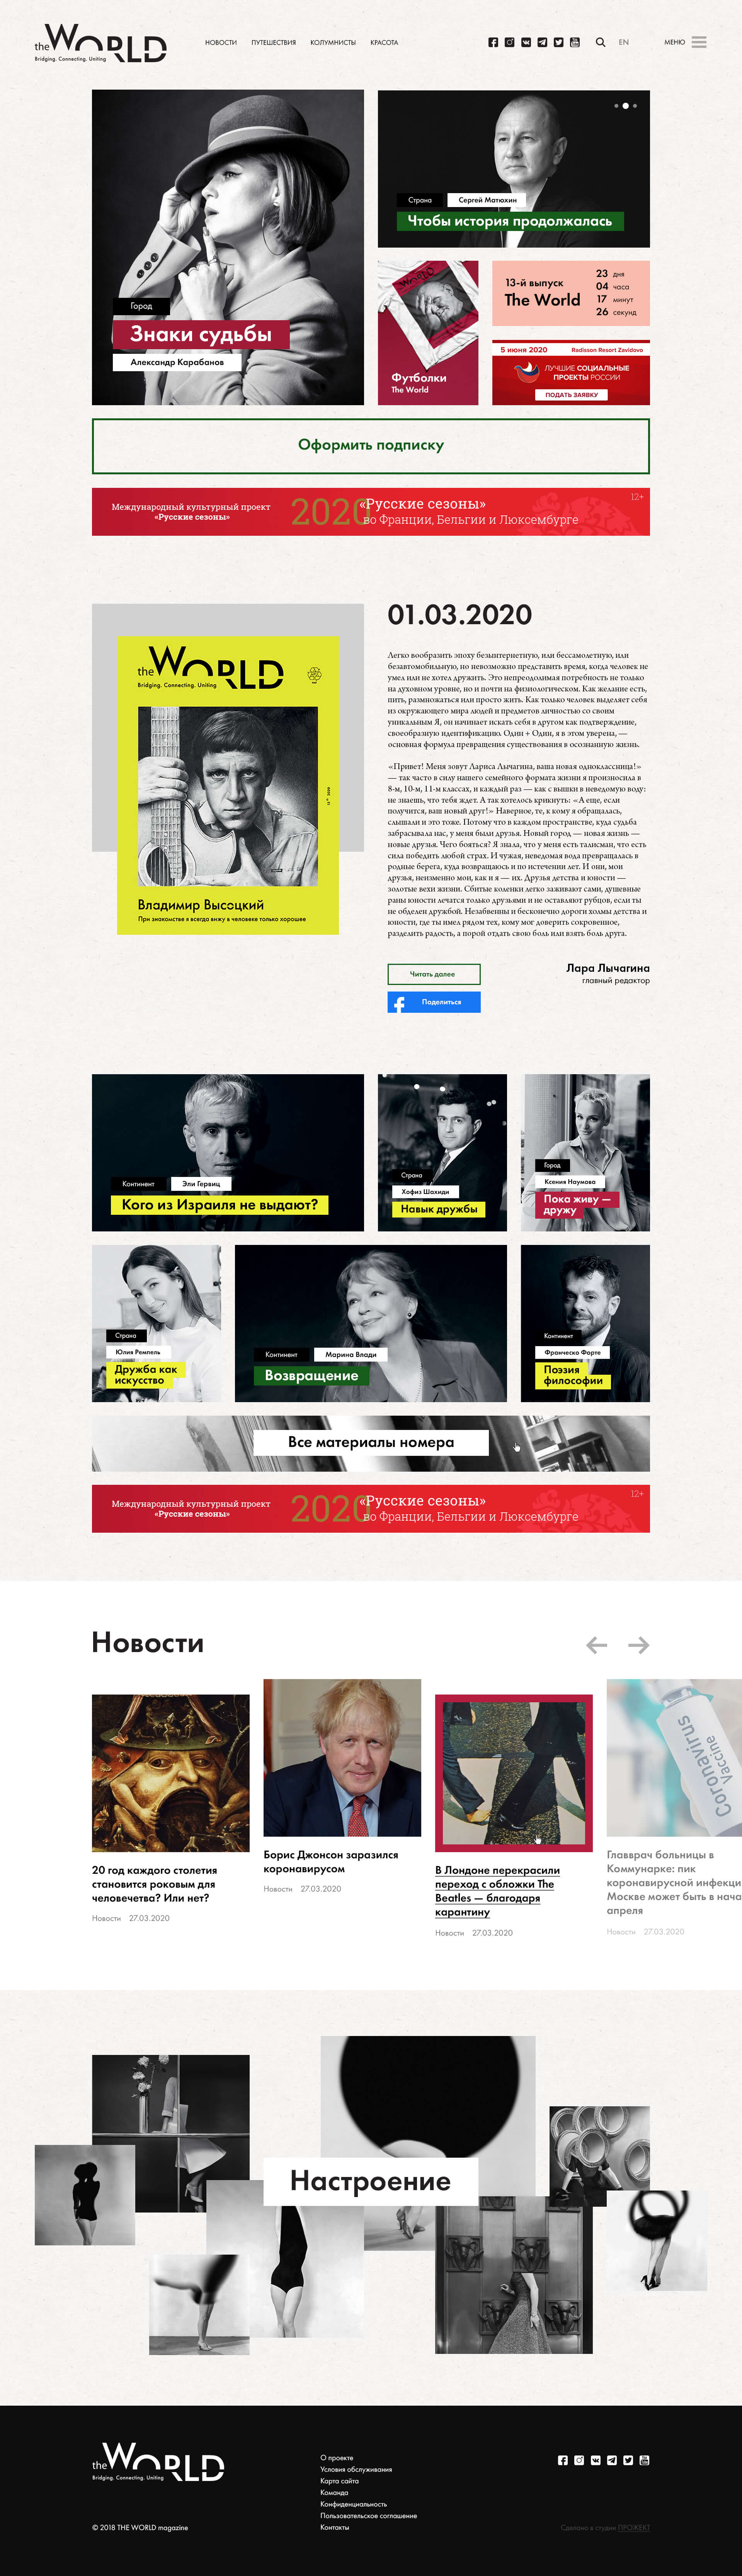 the WORLD
Bridging. Connecting. Uniting
НОВОСТИ ПУТЕШЕСТВИЯ КОЛУМНИСТЫ КРАСОТА
EN
МЕНЮ
Город
Знаки судьбы
Александр Карабанов
Страна Сергей Матюхин
Чтобы история продолжалась
Футболки
The World
13-й выпуск
The World
23 дня
04 часа
17 минут
26 секунд
5 июня 2020 Radisson Resort Zavidovo
ЛУЧШИЕ СОЦИАЛЬНЫЕ
ПРОЕКТЫ РОССИИ
ПОДАТЬ ЗАЯВКУ
Оформить подписку
Международный культурный проект
«Русские сезоны»
2020
«Русские сезоны»
во Франции, Бельгии и Люксембурге
12+
the WORLD
Bridging. Connecting. Uniting
Владимир Высоцкий
При знакомстве я всегда вижу в человеке только хорошее
01.03.2020
Легко вообразить эпоху безынтернетную, или бессамолетную, или
безавтомобильную, но невозможно представить время, когда человек не
умел или не хотел дружить. Это непреодолимая потребность не только
на духовном уровне, но и почти на физиологическом. Как желание есть,
пить, размножаться или просто жить. Как только человек выделяет себя
из окружающего мира людей и предметов личностью со своим
уникальным Я, он начинает искать себя в другом как подтверждение,
своеобразную идентификацию. Один + Один, я в этом уверена, —
основная формула превращения существования в осознанную жизнь.
«Привет! Меня зовут Лариса Лычагина, ваша новая одноклассница!»
— так часто в силу нашего семейного формата жизни я произносила в
8-м, 10-м, 11-м классах, и каждый раз — как с вышки в неведомую воду:
не знаешь, что тебя ждет. А так хотелось крикнуть: «А еще, если
получится, ваш новый друг!» Наверное, те, к кому я обращалась,
слышали и это тоже. Потому что в каждом пространстве, куда судьба
забрасывала нас, у меня были друзья. Новый город — новая жизнь —
новые друзья. Чего бояться? Я знала, что у меня есть талисман, что есть
сила победить любой страх. И чужая, неведомая вода превращалась в
родные берега, куда возвращаюсь и по истечении лет. И они, мои
друзья, неизменно мои, как и я — их. Друзья детства и юности —
золотые вехи жизни. Сбитые коленки легко заживают сами, душевные
раны юности лечатся только друзьями и не оставляют рубцов, если ты
не обделен дружбой. Незабвенны и бесконечно дороги холмы детства и
юности, где ты имел рядом тех, кому мог доверить сокровенное,
разделить радость, а порой отдать свою боль или взять боль друга.
Читать далее
Поделиться
Лара Лычагина
главный редактор
Континент Эли Гервиц
Кого из Израиля не выдают?
Страна
Хофиз Шахиди
Навык дружбы
Город
Ксения Наумова
Пока живу —
дружу
Страна
Юлия Ремпель
Дружба как
искусство
Континент Марина Влади
Возвращение
Континент
Франческо Форте
Поэзия
философии
Все материалы номера
Международный культурный проект
«Русские сезоны»
2020
«Русские сезоны»
во Франции, Бельгии и Люксембурге
12+
Новости
20 год каждого столетия
становится роковым для
человечетва? Или нет?
Новости 27.03.2020
Борис Джонсон заразился
коронавирусом
Новости 27.03.2020
В Лондоне перекрасили
переход с обложки The
Beatles — благодаря
карантину
Новости 27.03.2020
Coronavirus
Vaccine
Главврач больницы в
Коммунарке: пик
коронавирусной инфекци
Москве может быть в нача
апреля
Новости 27.03.2020
Настроение
the WORLD
Bridging. Connecting. Uniting
© 2018 THE WORLD magazine
О проекте
Условия обслуживания
Карта сайта
Команда
Конфиденциальность
Пользовательское соглашение
Контакты
Сделано в студии ПРОЖЕКТ